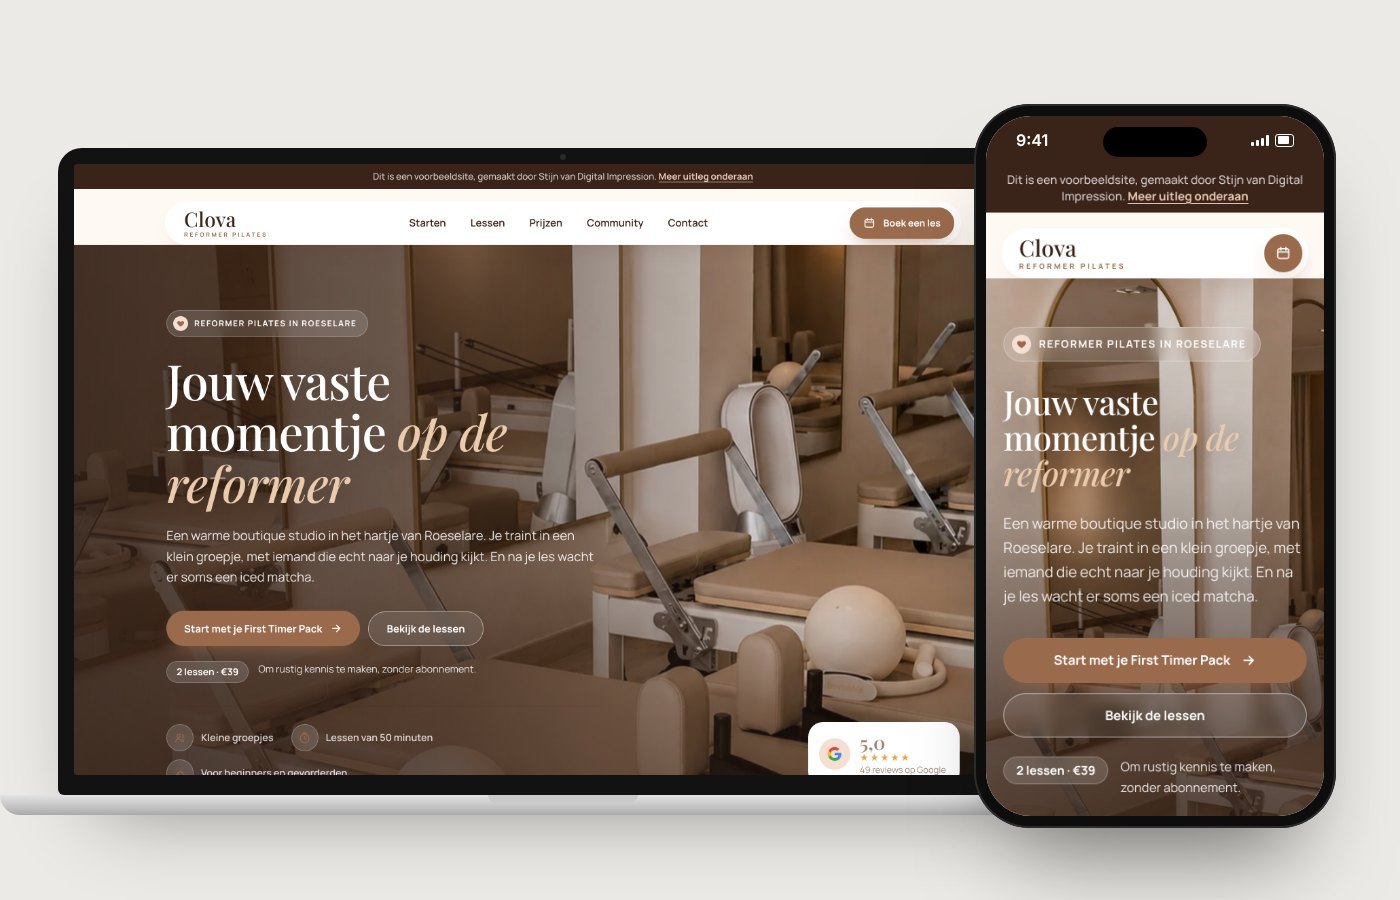 Dit is een voorbeeldsite, gemaakt door Stijn van Digital Impression. Meer uitleg onderaan
Clova
REFORMER PILATES
Starten
Lessen
Prijzen
Community
Contact
Boek een les
REFORMER PILATES IN ROESELARE
Jouw vaste
momentje op de
reformer
Een warme boutique studio in het hartje van Roeselare. Je traint in een
klein groepje, met iemand die echt naar je houding kijkt. En na je les wacht
er soms een iced matcha.
Start met je First Timer Pack →
Bekijk de lessen
2 lessen · €39
Om rustig kennis te maken, zonder abonnement.
Kleine groepjes
Lessen van 50 minuten
Voor beginners en gevorderden
5,0
★★★★★
49 reviews op Google
9:41
Dit is een voorbeeldsite, gemaakt door Stijn van Digital
Impression. Meer uitleg onderaan
Clova
REFORMER PILATES
REFORMER PILATES IN ROESELARE
Jouw vaste
momentje op de
reformer
Een warme boutique studio in het hartje van
Roeselare. Je traint in een klein groepje, met
iemand die echt naar je houding kijkt. En na
je les wacht er soms een iced matcha.
Start met je First Timer Pack →
Bekijk de lessen
2 lessen · €39
Om rustig kennis te maken,
zonder abonnement.